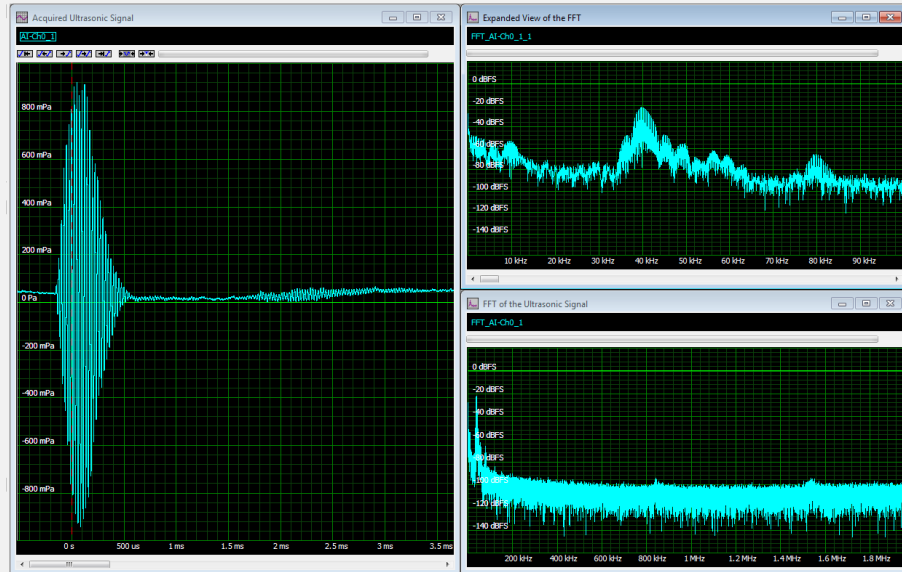 Acquired Ultrasonic Signal
AI-Ch0_1
800 mPa
600 mPa
400 mPa
200 mPa
0 Pa
-200 mPa
-400 mPa
-600 mPa
-800 mPa
0 s 500 us 1 ms 1.5 ms 2 ms 2.5 ms 3 ms 3.5 ms
Expanded View of the FFT
FFT_AI-Ch0_1_1
0 dBFS
-20 dBFS
-40 dBFS
-60 dBFS
-80 dBFS
-100 dBFS
-120 dBFS
-140 dBFS
10 kHz 20 kHz 30 kHz 40 kHz 50 kHz 60 kHz 70 kHz 80 kHz 90 kHz
FFT of the Ultrasonic Signal
FFT_AI-Ch0_1
0 dBFS
-20 dBFS
-40 dBFS
-60 dBFS
-80 dBFS
-100 dBFS
-120 dBFS
-140 dBFS
200 kHz 400 kHz 600 kHz 800 kHz 1 MHz 1.2 MHz 1.4 MHz 1.6 MHz 1.8 MHz